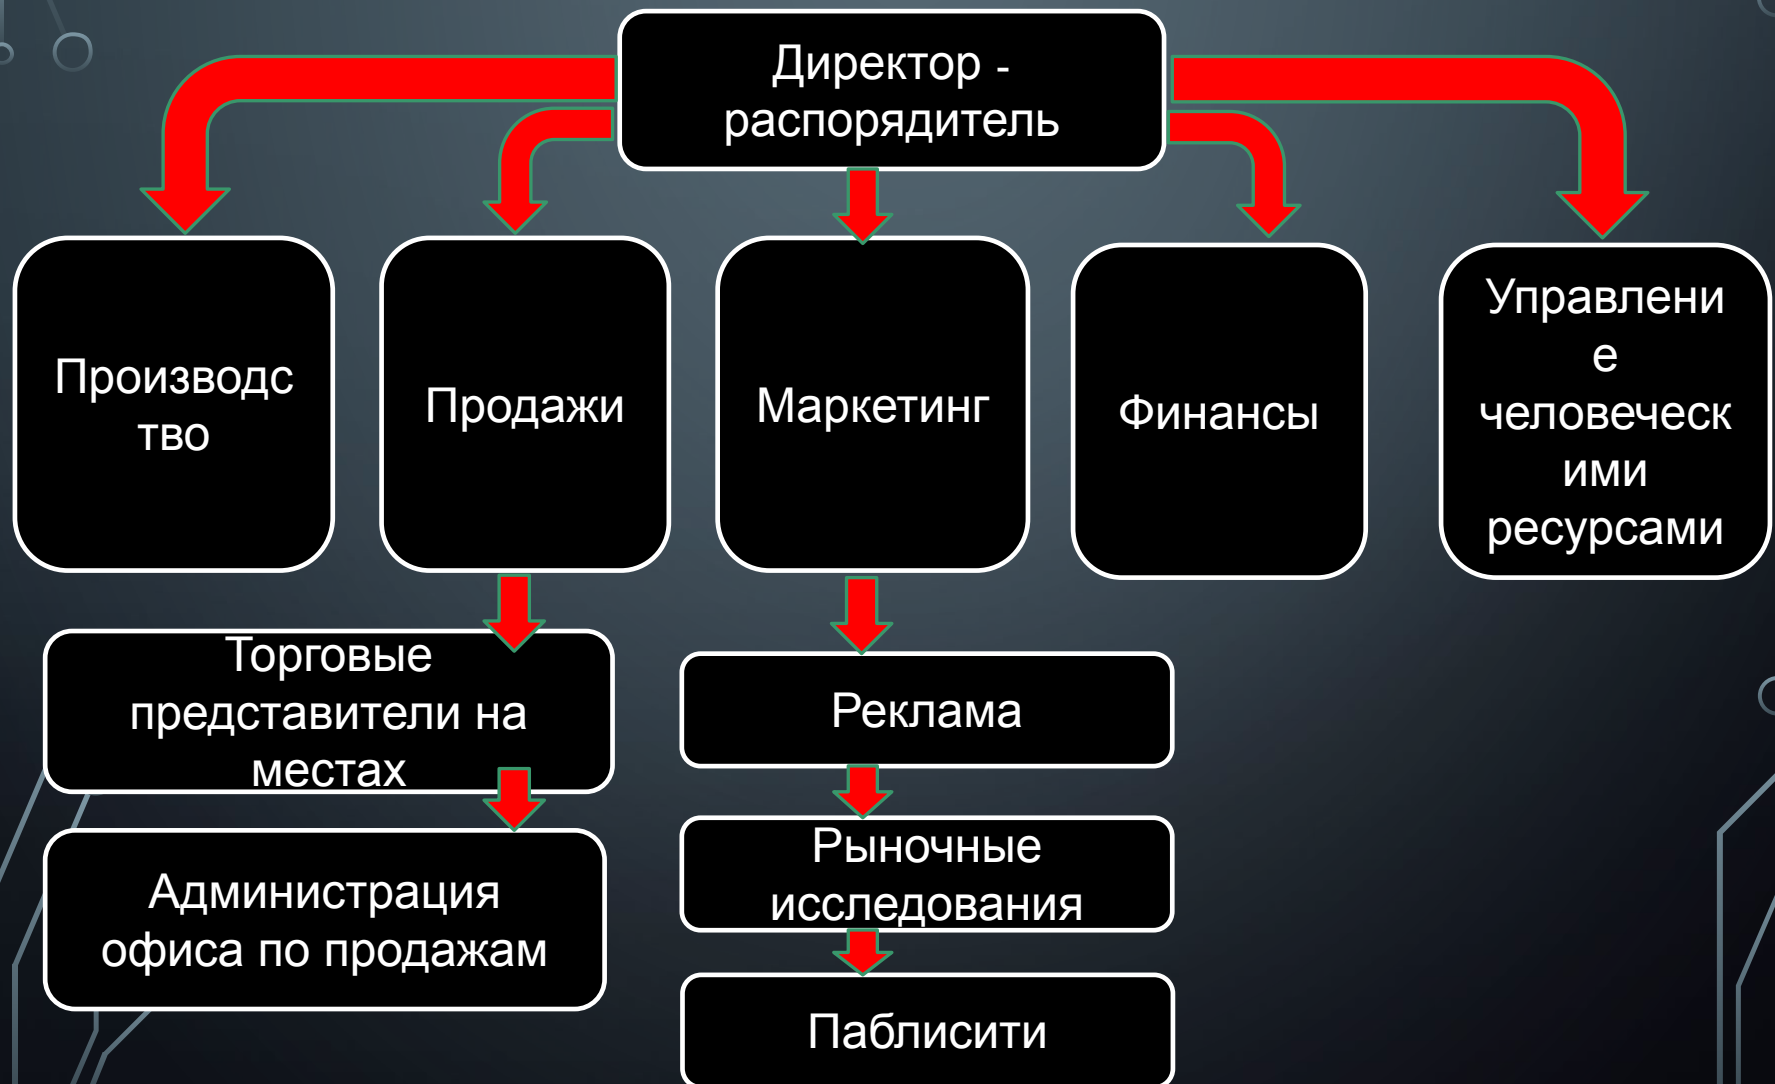 Директор -
распорядитель
Производс
тво
Продажи
Маркетинг
Финансы
Управлени
е
человеческ
ими
ресурсами
Торговые
представители на
местах
Администрация
офиса по продажам
Реклама
Рыночные
исследования
Паблисити